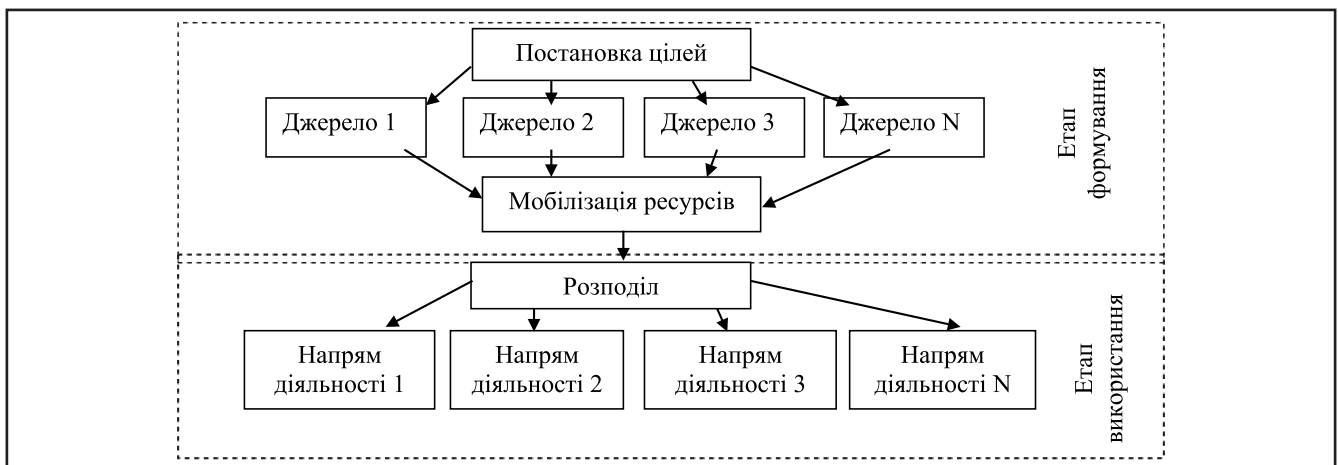 Постановка цілей
Джерело 1
Джерело 2
Джерело 3
Джерело N
Мобілізація ресурсів
Етап
формування
Розподіл
Напрям
діяльності 1
Напрям
діяльності 2
Напрям
діяльності 3
Напрям
діяльності N
Етап
використання